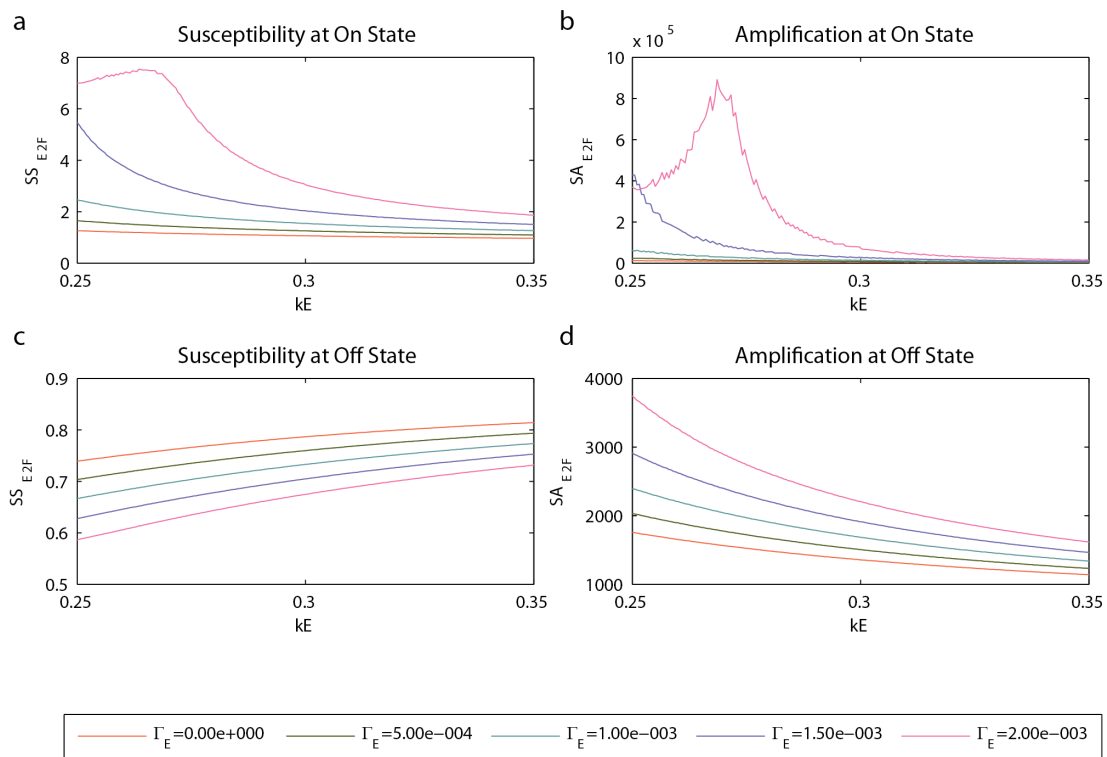 a
Susceptibility at On State
8
6
4
2
0
SS E2F
0.25
0.3
0.35
kE
b
Amplification at On State
x 10 5
10
8
6
4
2
0
SA E2F
0.25
0.3
0.35
kE
c
Susceptibility at Off State
0.9
0.8
0.7
0.6
0.5
SS E2F
0.25
0.3
0.35
kE
d
Amplification at Off State
4000
3000
2000
1000
SA E2F
0.25
0.3
0.35
kE
Γ E =0.00e+000
Γ E =5.00e−004
Γ E =1.00e−003
Γ E =1.50e−003
Γ E =2.00e−003